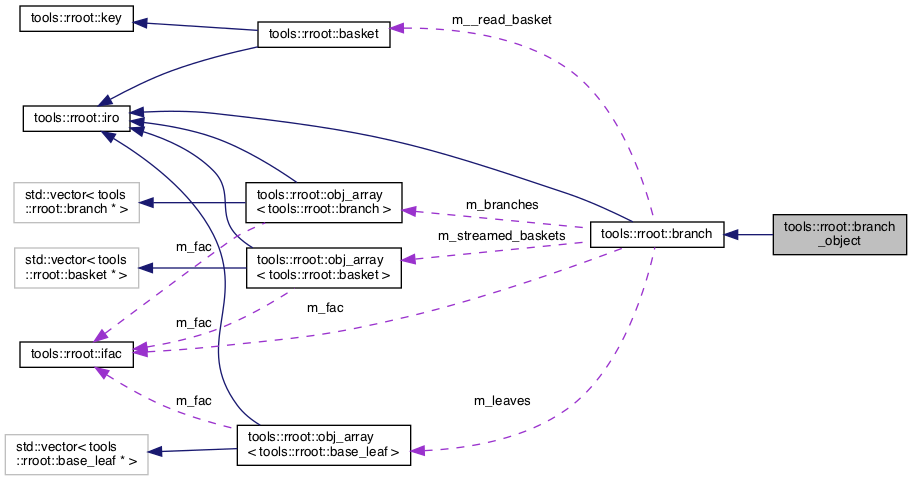 tools::rroot::key
m__read_basket
tools::rroot::basket
tools::rroot::iro
std::vector< tools
::rroot::branch * >
tools::rroot::obj_array
< tools::rroot::branch >
m_branches
tools::rroot::branch
tools::rroot::branch
_object
m_fac
m_streamed_baskets
std::vector< tools
::rroot::basket * >
tools::rroot::obj_array
< tools::rroot::basket >
m_fac
m_fac
tools::rroot::ifac
m_fac
m_leaves
std::vector< tools
::rroot::base_leaf * >
tools::rroot::obj_array
< tools::rroot::base_leaf >